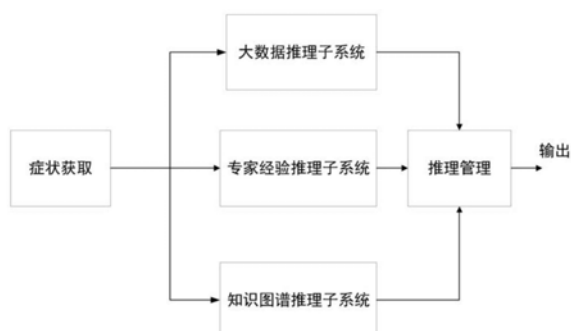 大数据推理子系统
症状获取
专家经验推理子系统
推理管理
输出
知识图谱推理子系统